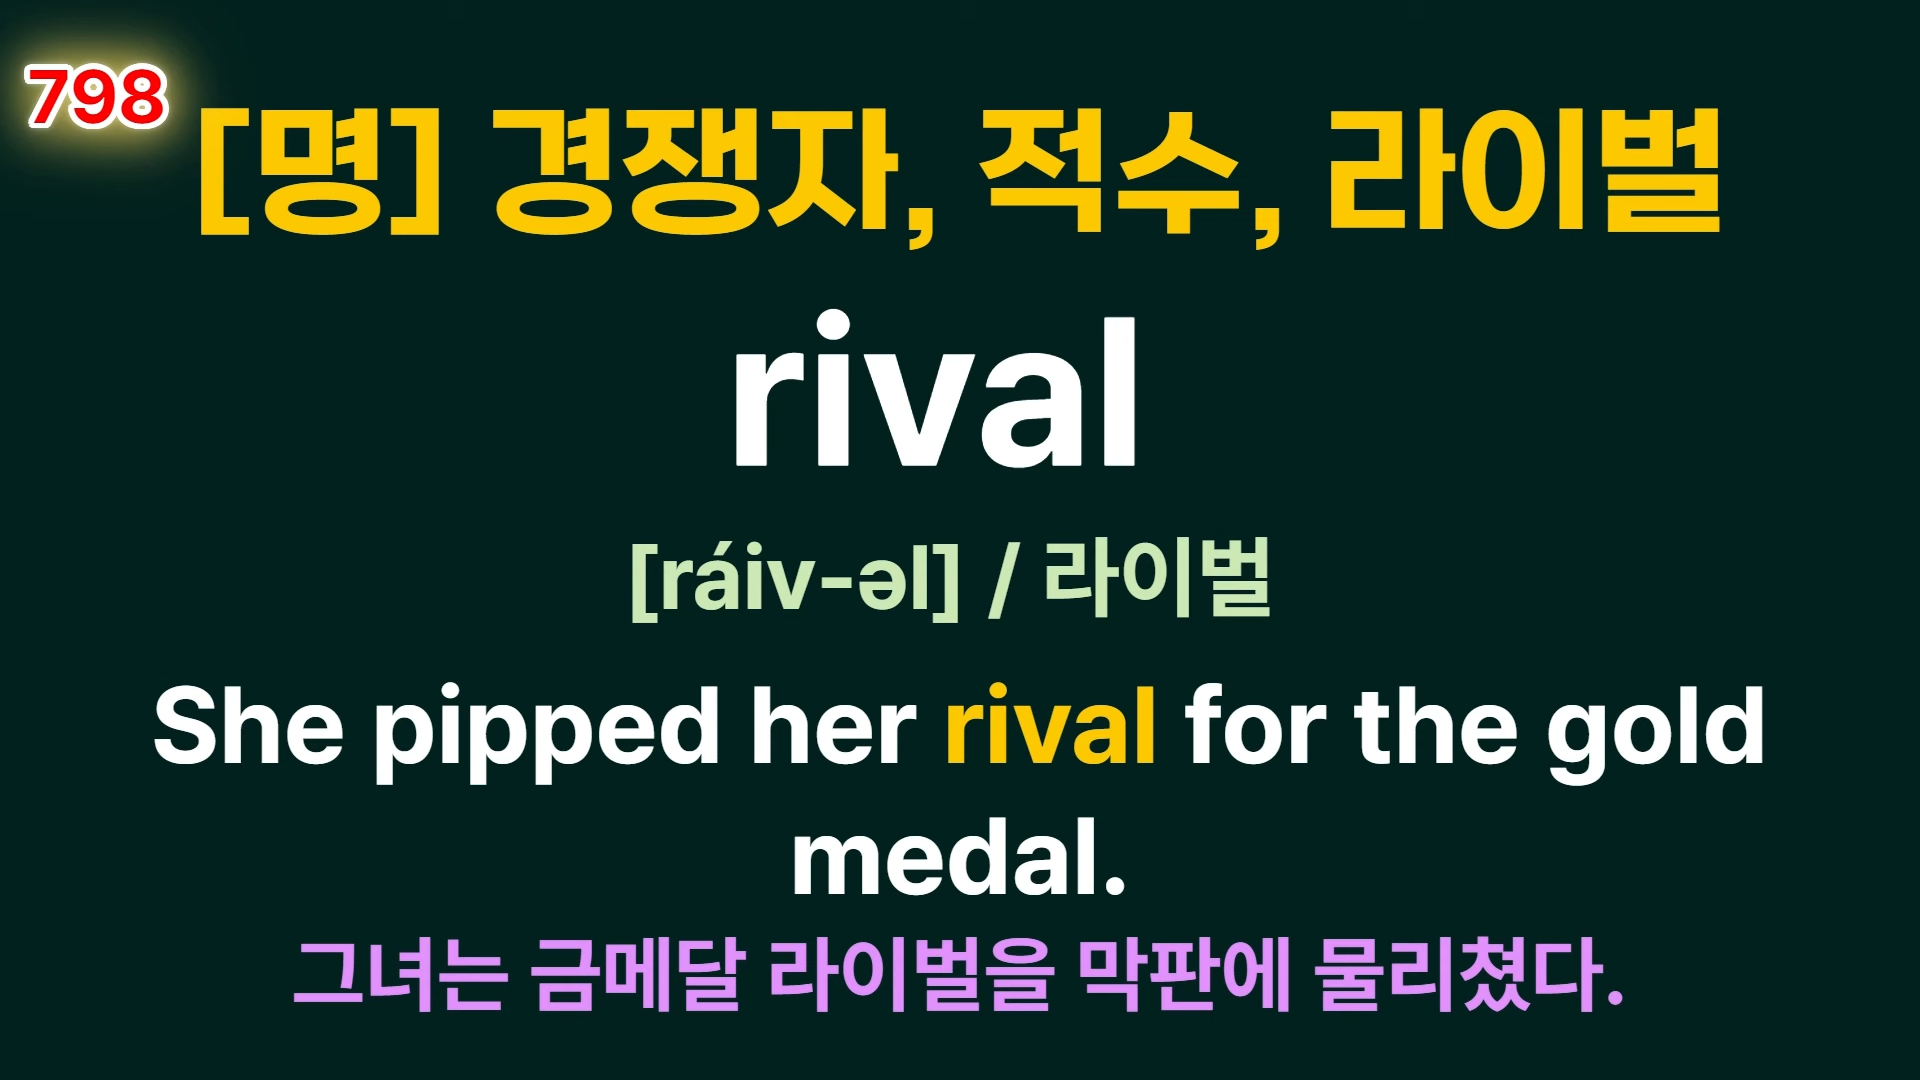 798
[명] 경쟁자, 적수, 라이벌
rival
[ráiv-əl] / 라이벌
She pipped her rival for the gold
medal.
그녀는 금메달 라이벌을 막판에 물리쳤다.